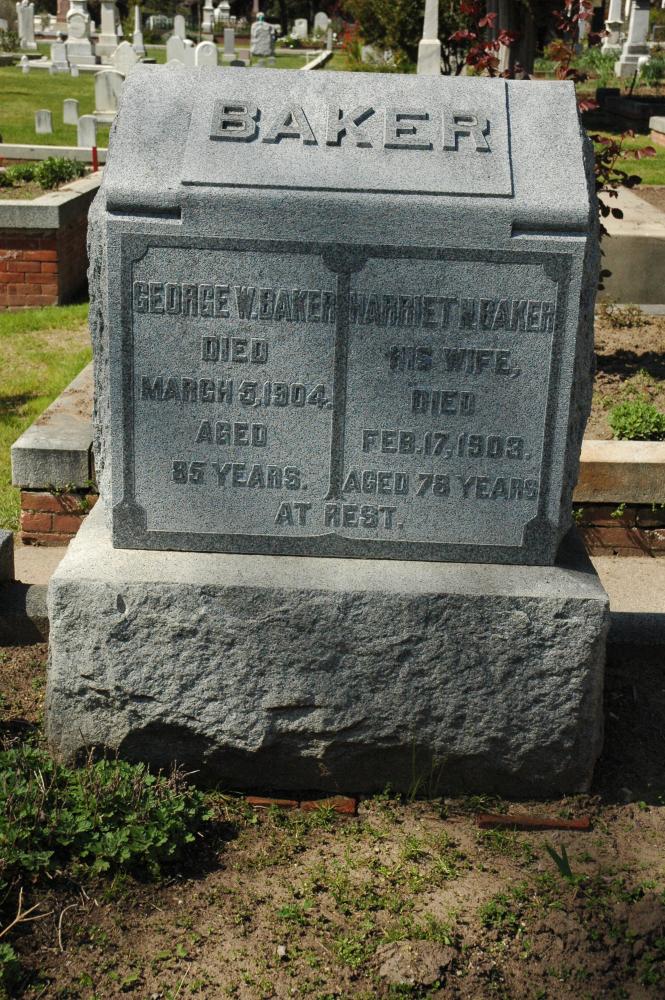 BAKER
GEORGE W. BAKER
DIED
MARCH 5, 1904.
AGED
85 YEARS.
HARRIET N. BAKER
HIS WIFE,
DIED
FEB. 17, 1903.
AGED 78 YEARS
AT REST.